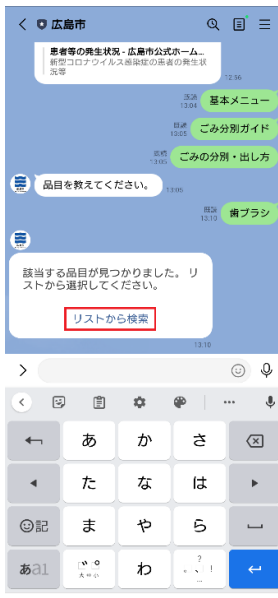 広島市
患者等の発生状況 - 広島市公式ホーム...
新型コロナウイルス感染症の患者の発生状
況等
12:56
既読
13:04
基本メニュー
既読
13:05
ごみ分別ガイド
既読
13:05
ごみの分別・出し方
品目を教えてください。
13:05
既読
13:10
歯ブラシ
該当する品目が見つかりました。 リ
ストから選択してください。
リストから検索
13:10
あ
か
さ
た
な
は
記
ま
や
ら
あa1
大⇔小
わ
、。?!…